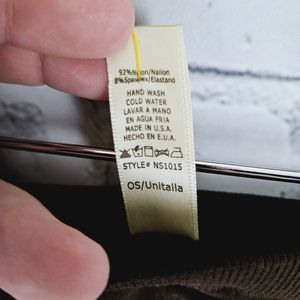 92% Nylon/Nailon
8% Spandex/Elastano
HAND WASH
COLD WATER
LAVAR A MANO
EN AGUA FRIA
MADE IN U.S.A.
HECHO EN E.U.A.
STYLE# NS1015
OS/Unitalla